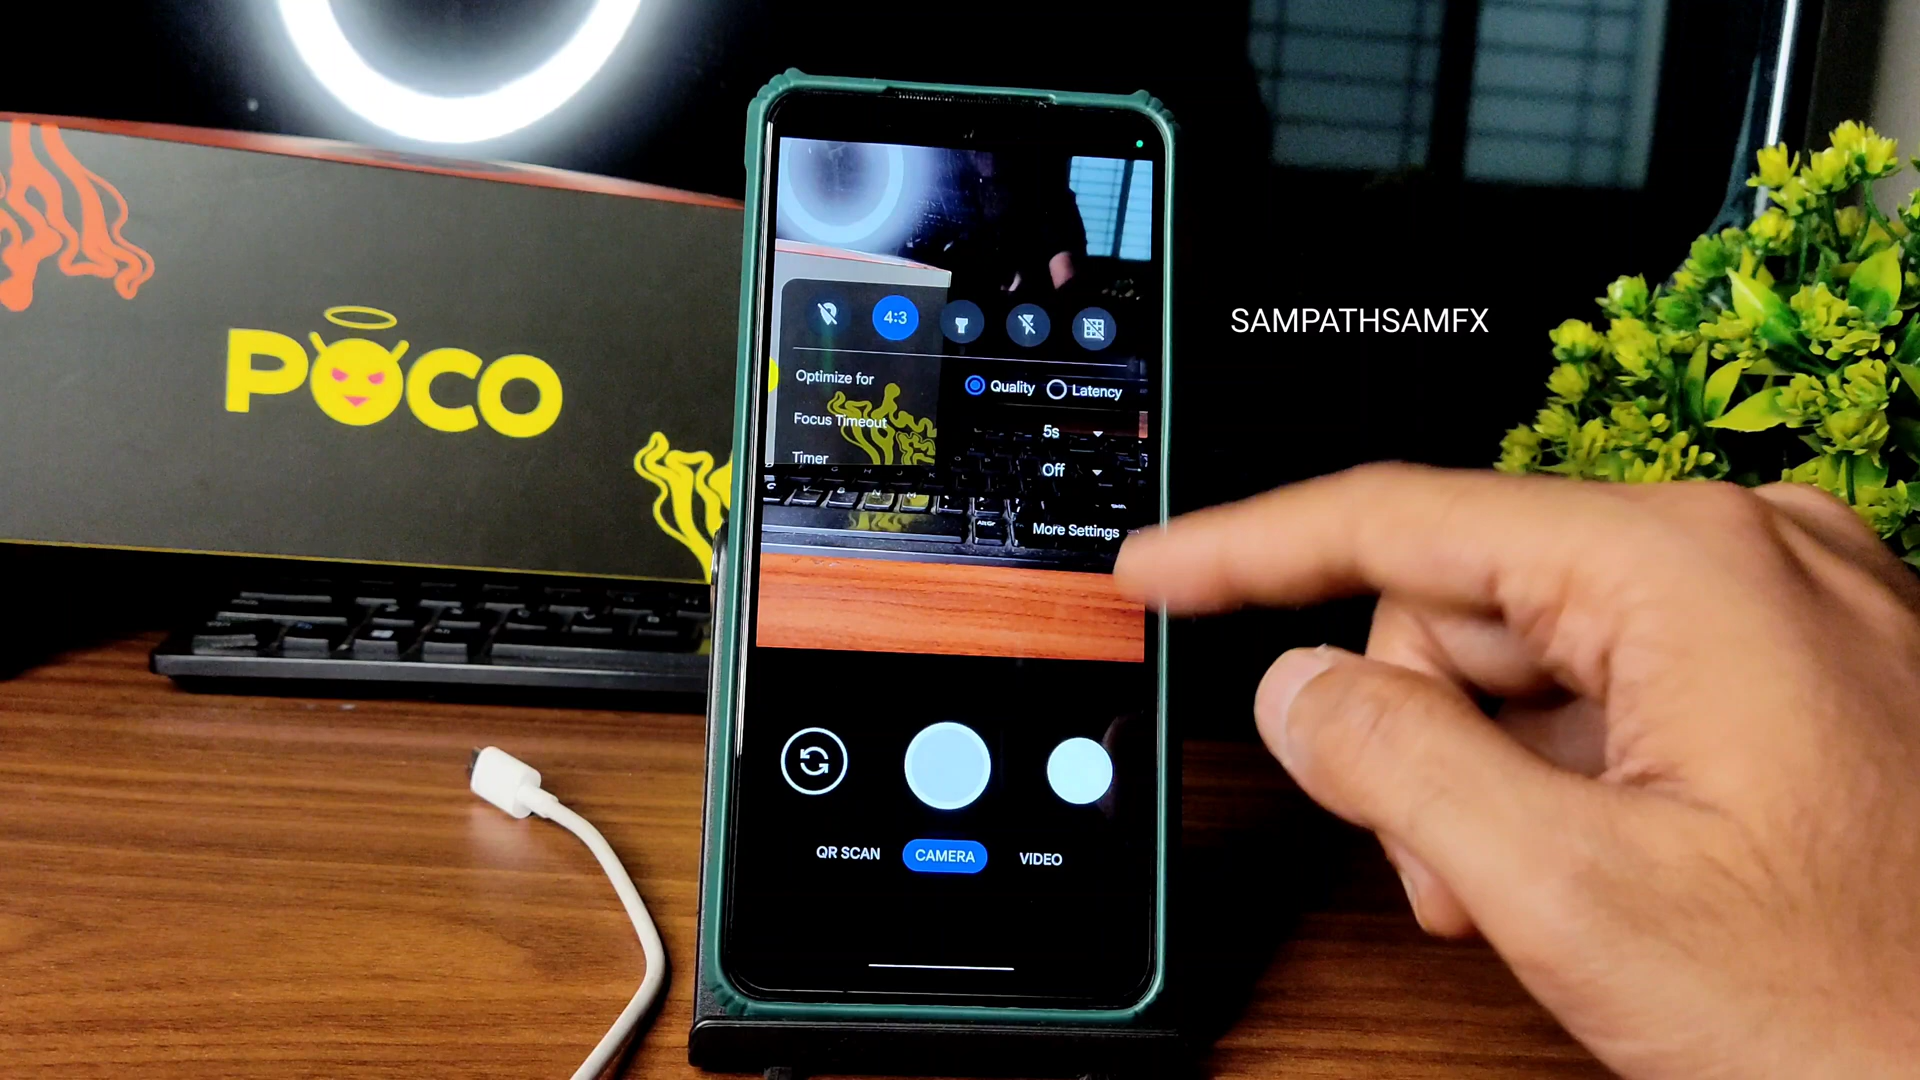 POCO
SAMPATHSAMFX
4:3
Optimize for
Quality
Latency
Focus Timeout
5s
Timer
Off
More Settings
QR SCAN
CAMERA
VIDEO